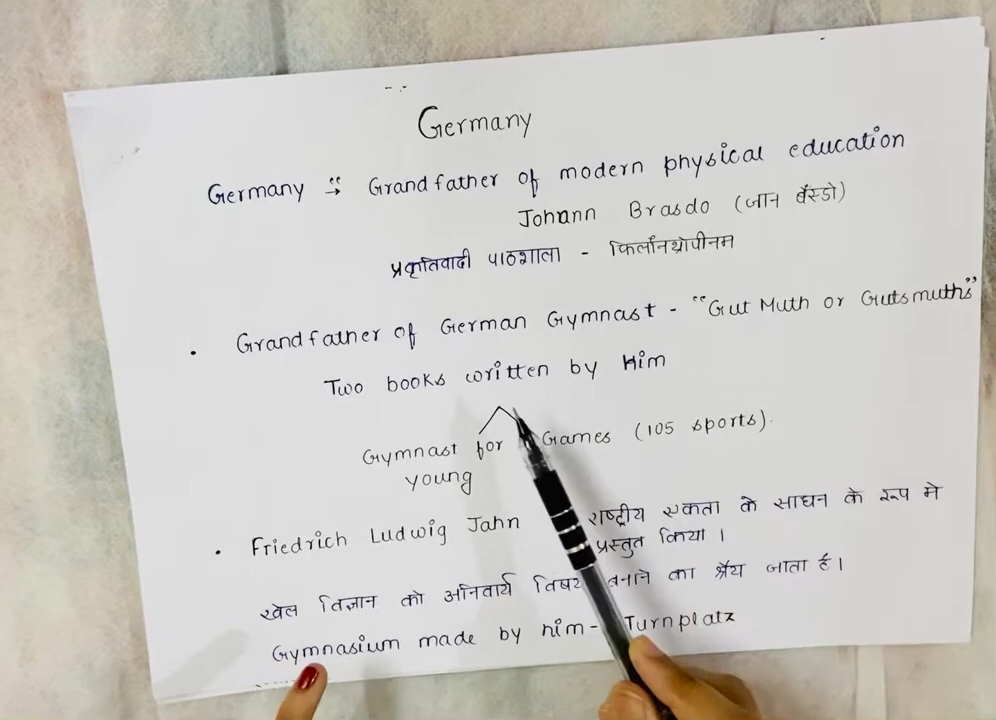 Germany
Germany :→ Grandfather of modern physical education
Johann Brasdo (जान बॅस्डो)
प्रकृतिवादी पाठशाला - फिर्लानथ्रोपीनम
• Grandfather of German Gymnast - "Gut Muth or Gutsmuths"
Two books written by Him
Gymnast for Games (105 sports).
young
• Friedrich Ludwig Jahn राष्ट्रीय एकता के साधन के रूप मे
प्रस्तुत किया।
खेल विज्ञान को अनिवार्य विषय बनाने का श्रैय जाता है।
Gymnasium made by him- Turnplatz